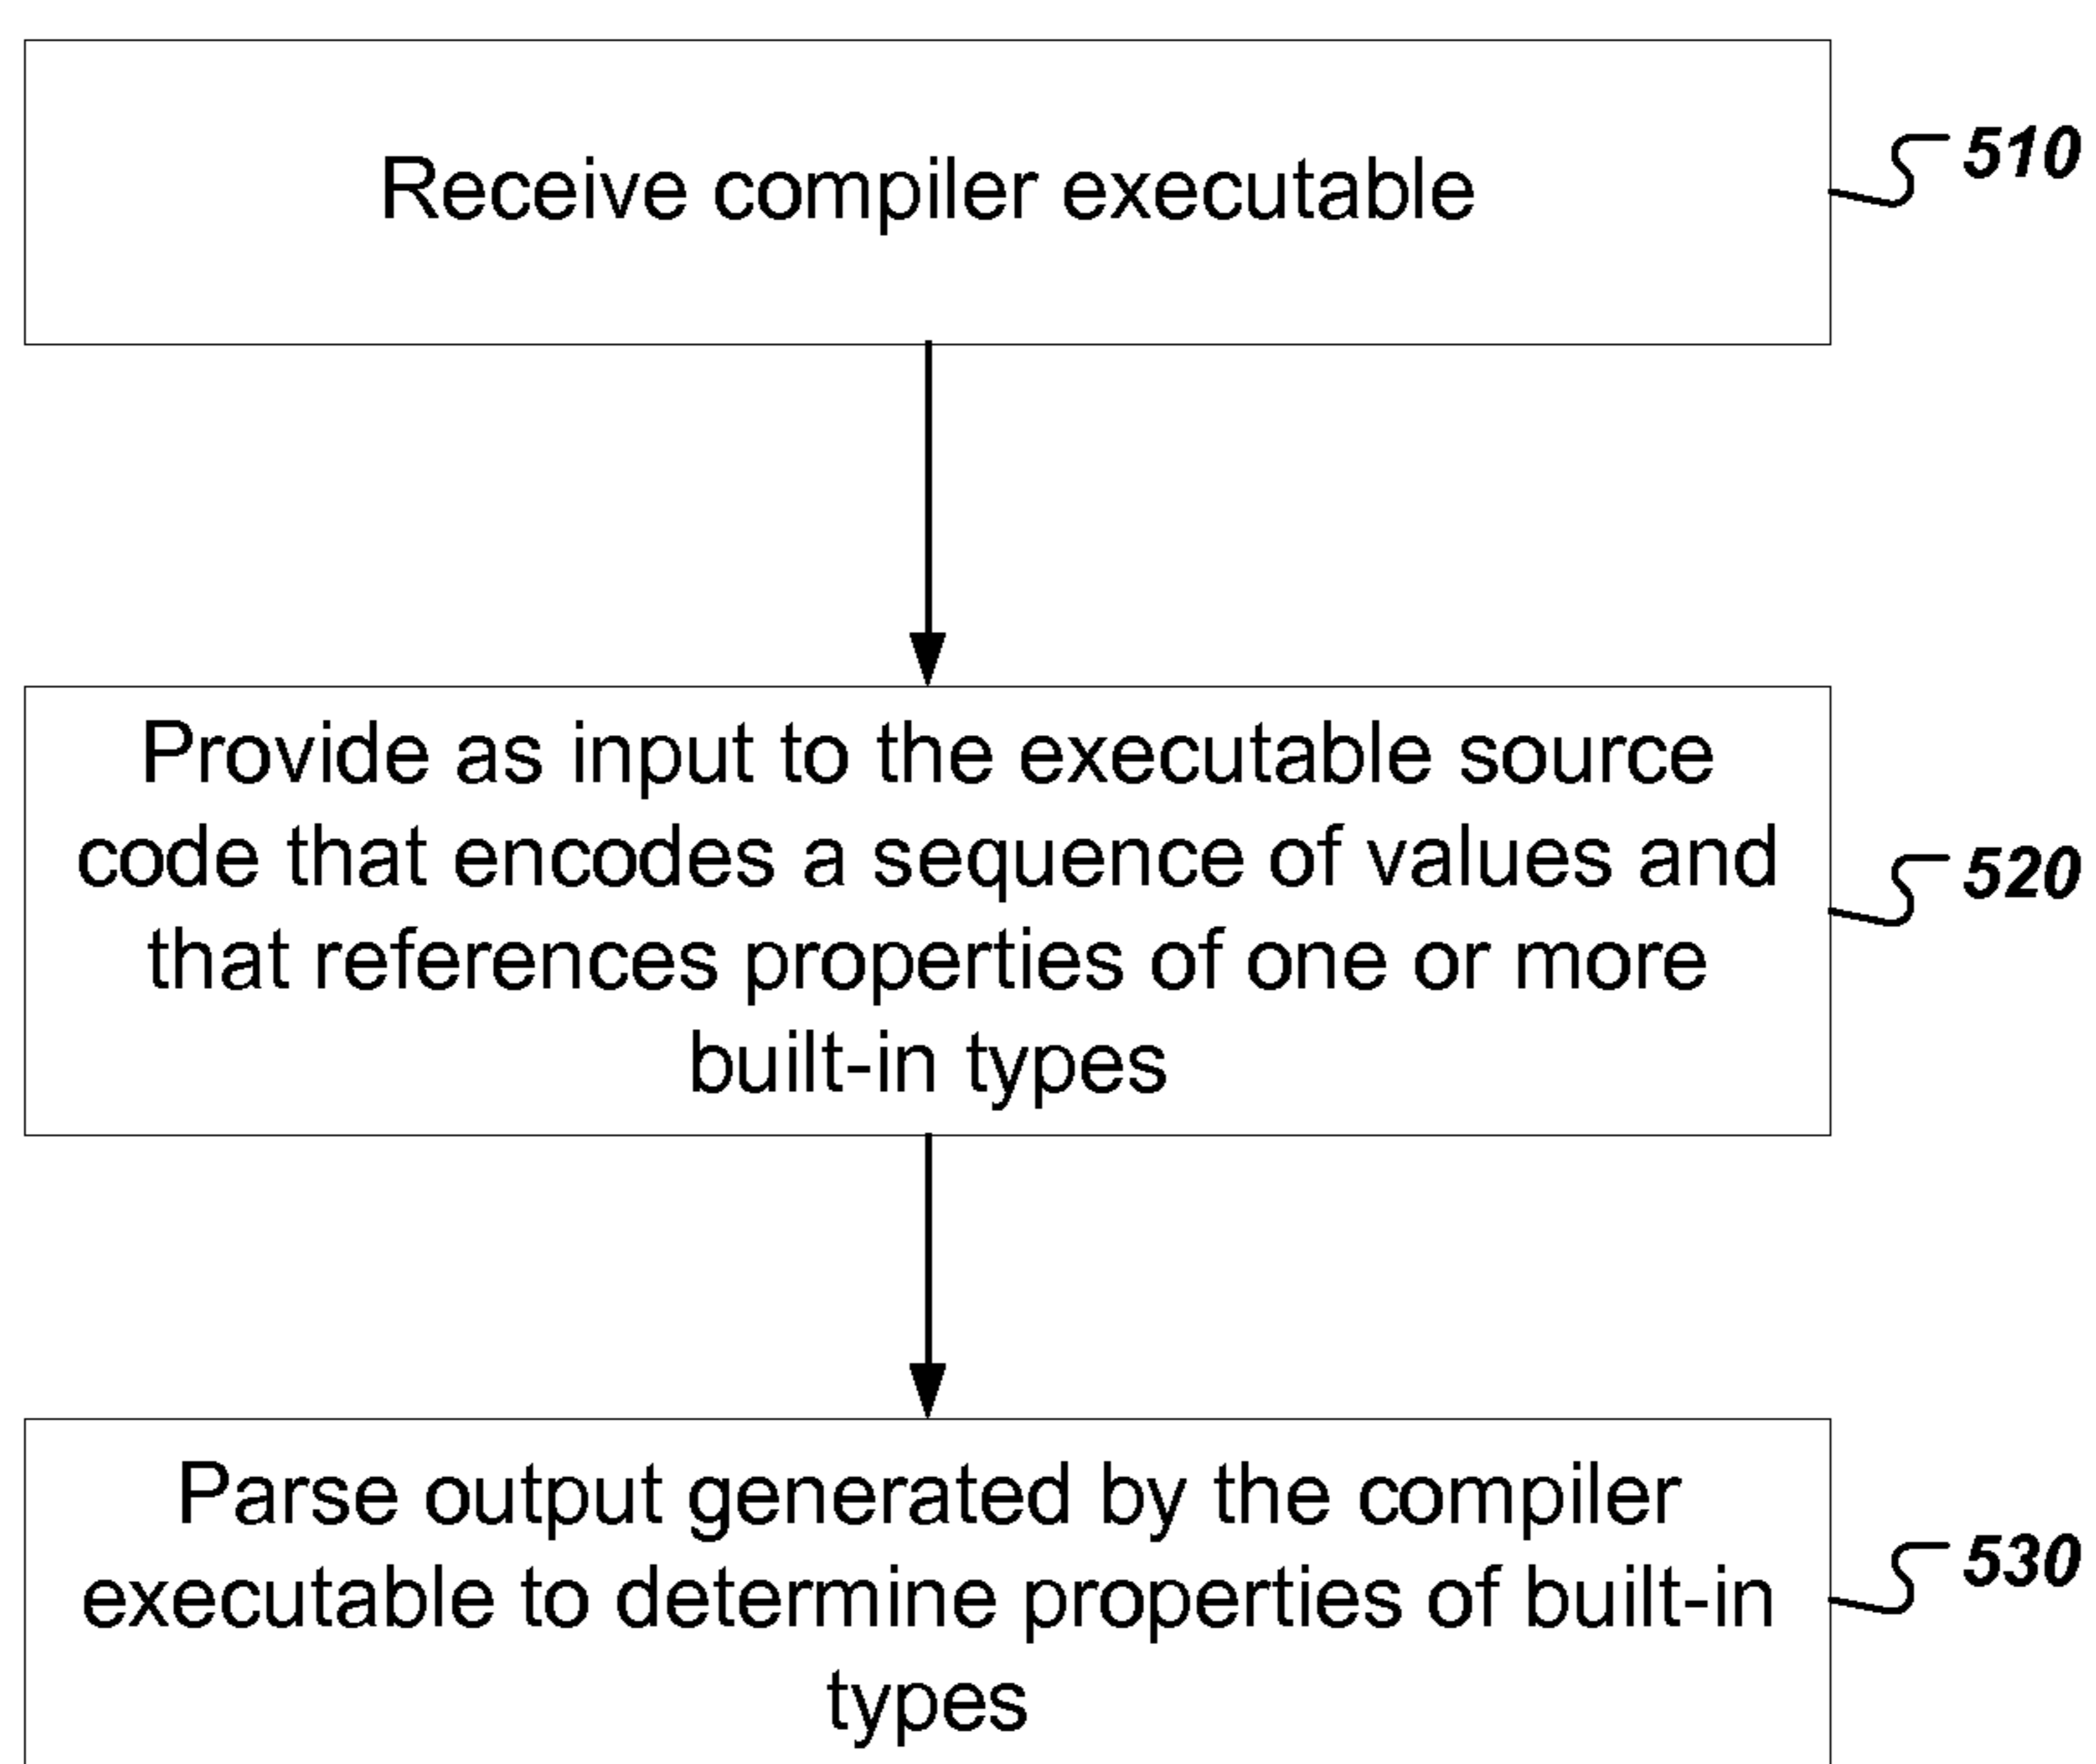 Receive compiler executable
510
Provide as input to the executable source
code that encodes a sequence of values and
that references properties of one or more
built-in types
520
Parse output generated by the compiler
executable to determine properties of built-in
types
530